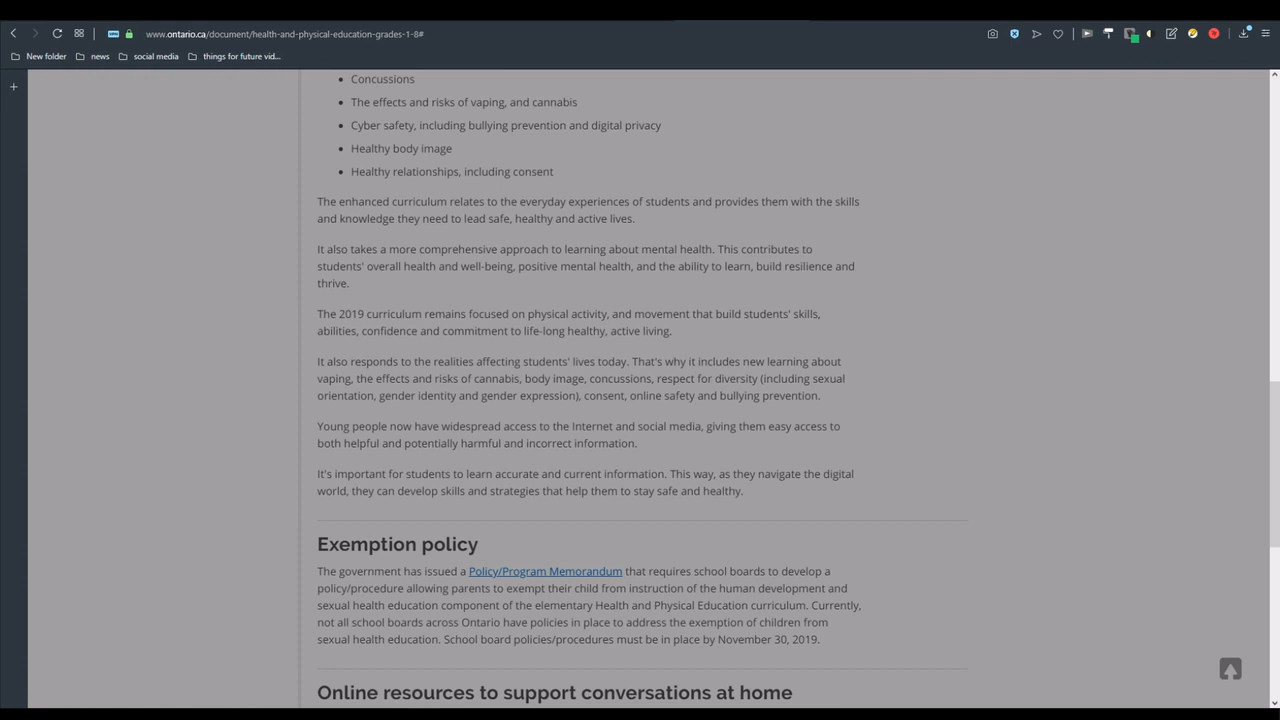 www.ontario.ca/document/health-and-physical-education-grades-1-8#
New folder news social media things for future vid...
Concussions
The effects and risks of vaping, and cannabis
Cyber safety, including bullying prevention and digital privacy
Healthy body image
Healthy relationships, including consent
The enhanced curriculum relates to the everyday experiences of students and provides them with the skills
and knowledge they need to lead safe, healthy and active lives.
It also takes a more comprehensive approach to learning about mental health. This contributes to
students' overall health and well-being, positive mental health, and the ability to learn, build resilience and
thrive.
The 2019 curriculum remains focused on physical activity, and movement that build students' skills,
abilities, confidence and commitment to life-long healthy, active living.
It also responds to the realities affecting students' lives today. That's why it includes new learning about
vaping, the effects and risks of cannabis, body image, concussions, respect for diversity (including sexual
orientation, gender identity and gender expression), consent, online safety and bullying prevention.
Young people now have widespread access to the Internet and social media, giving them easy access to
both helpful and potentially harmful and incorrect information.
It's important for students to learn accurate and current information. This way, as they navigate the digital
world, they can develop skills and strategies that help them to stay safe and healthy.
Exemption policy
The government has issued a Policy/Program Memorandum that requires school boards to develop a
policy/procedure allowing parents to exempt their child from instruction of the human development and
sexual health education component of the elementary Health and Physical Education curriculum. Currently,
not all school boards across Ontario have policies in place to address the exemption of children from
sexual health education. School board policies/procedures must be in place by November 30, 2019.
Online resources to support conversations at home